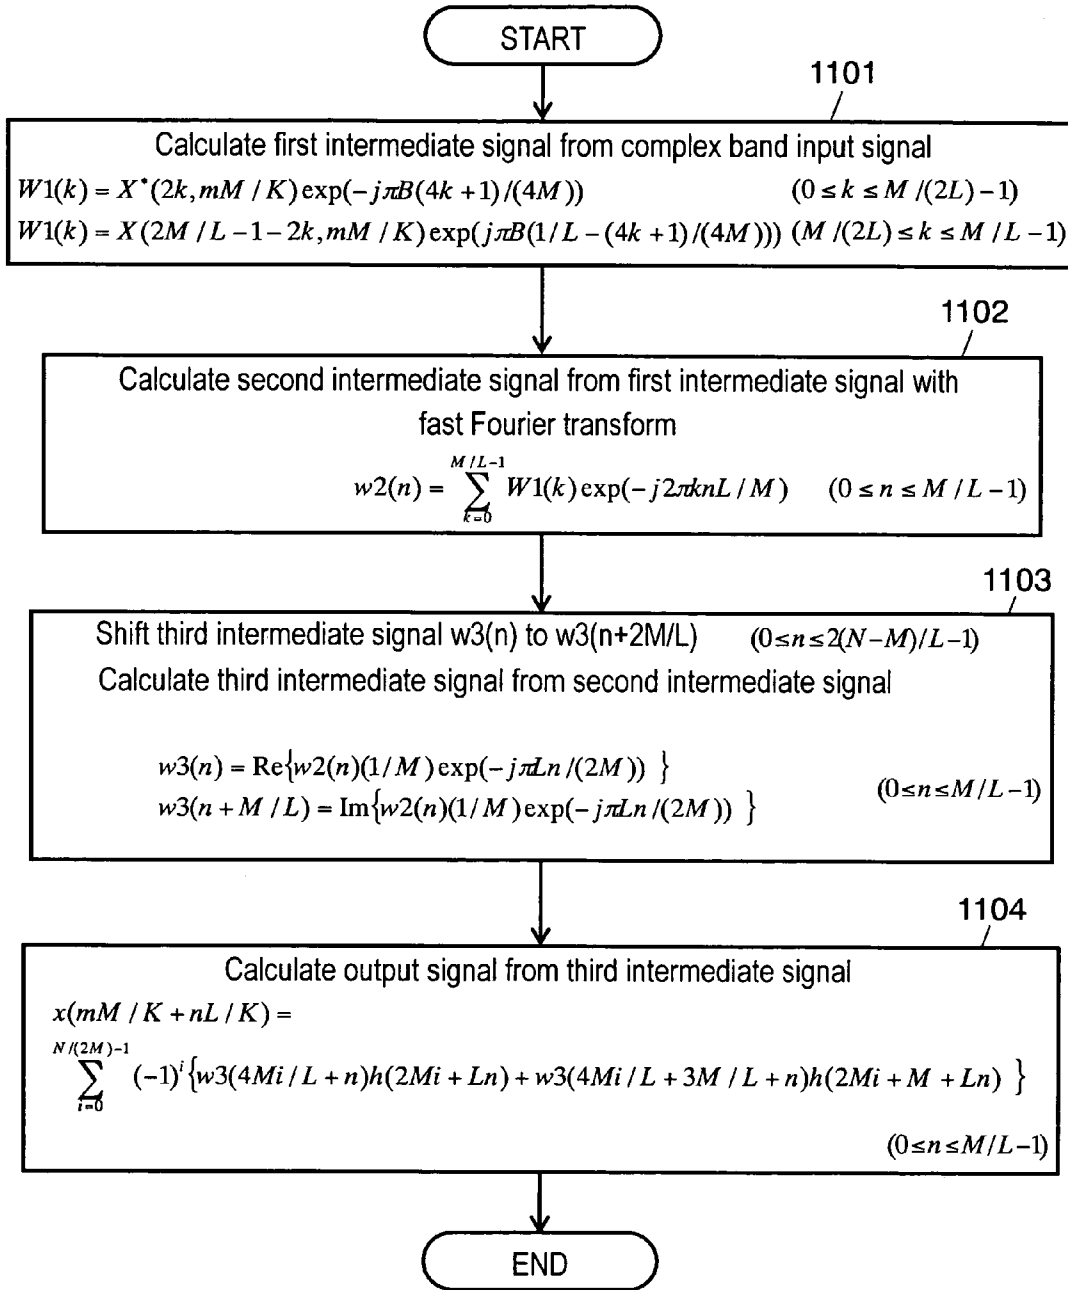 START
1101
Calculate first intermediate signal from complex band input signal
W1(k) = X*(2k, mM / K) exp(−jπB(4k +1)/(4M)) (0 ≤ k ≤ M /(2L) −1)
W1(k) = X(2M / L −1− 2k, mM / K) exp(jπB(1/ L − (4k +1)/(4M))) (M /(2L) ≤ k ≤ M / L −1)
1102
Calculate second intermediate signal from first intermediate signal with
fast Fourier transform
w2(n) = ∑_{k=0}^{M/L−1} W1(k) exp(−j2πknL / M) (0 ≤ n ≤ M / L −1)
1103
Shift third intermediate signal w3(n) to w3(n+2M/L) (0≤n≤2(N−M)/L−1)
Calculate third intermediate signal from second intermediate signal
w3(n) = Re{w2(n)(1/M) exp(−jπLn /(2M)) }
w3(n + M / L) = Im{w2(n)(1/M) exp(−jπLn /(2M)) }
(0≤n≤M/L−1)
1104
Calculate output signal from third intermediate signal
x(mM / K + nL / K) =
∑_{i=0}^{N/(2M)−1} (−1)^i {w3(4Mi / L + n)h(2Mi + Ln) + w3(4Mi / L + 3M / L + n)h(2Mi + M + Ln) }
(0≤n≤M/L−1)
END